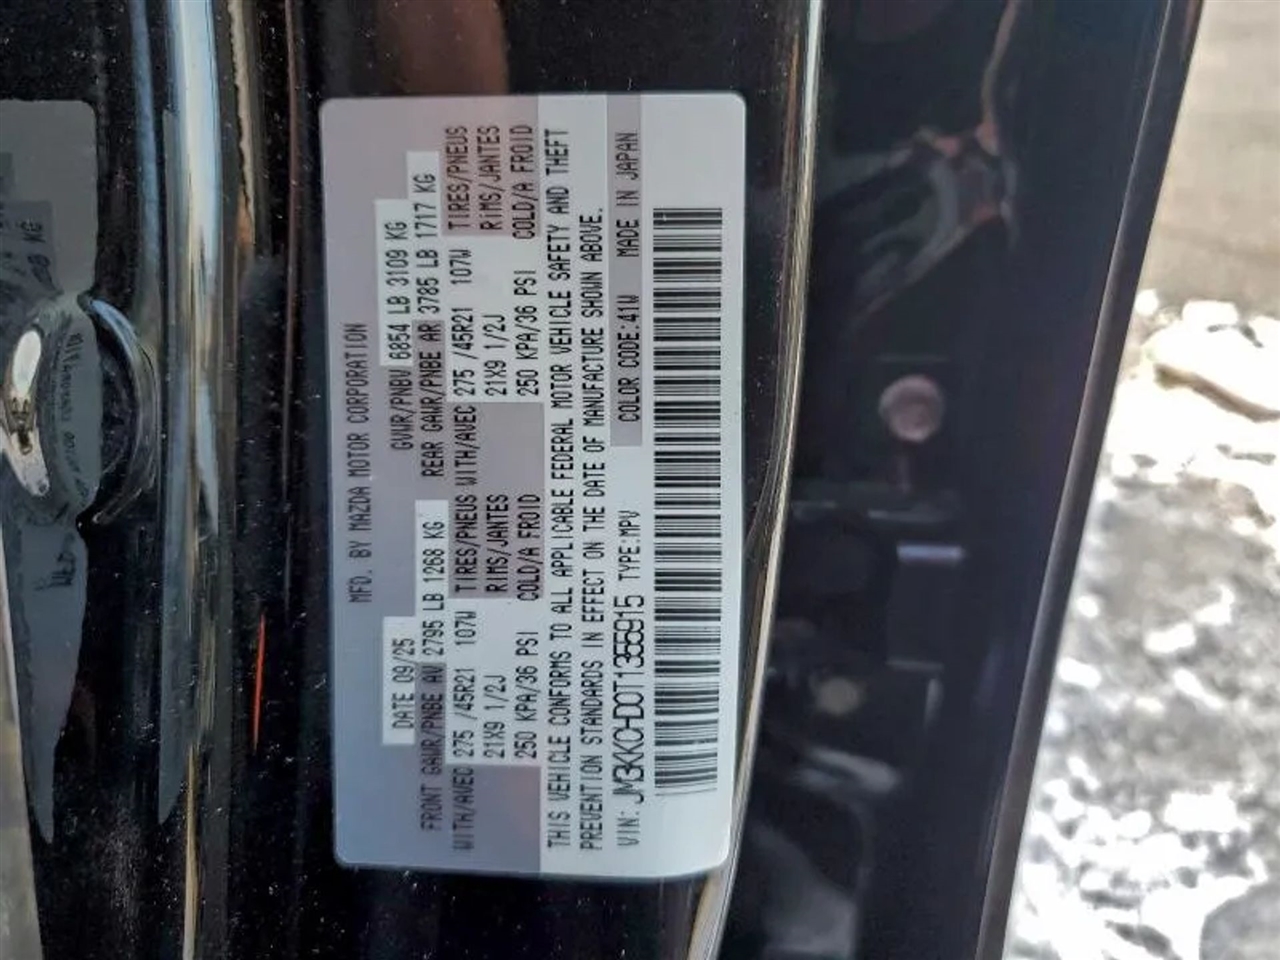 MFD. BY MAZDA MOTOR CORPORATION
DATE 09/25 GVWR/PNBV 6854 LB 3109 KG
FRONT GAWR/PNBE AV 2795 LB 1268 KG REAR GAWR/PNBE AR 3785 LB 1717 KG
WITH/AVEC 275 /45R21 107W TIRES/PNEUS WITH/AVEC 275 /45R21 107W TIRES/PNEUS
21X9 1/2J RIMS/JANTES 21X9 1/2J RIMS/JANTES
250 KPA/36 PSI COLD/A FROID 250 KPA/36 PSI COLD/A FROID
THIS VEHICLE CONFORMS TO ALL APPLICABLE FEDERAL MOTOR VEHICLE SAFETY AND THEFT
PREVENTION STANDARDS IN EFFECT ON THE DATE OF MANUFACTURE SHOWN ABOVE.
VIN: JM3KKCHD0T1355915 TYPE:MPV COLOR CODE:41W MADE IN JAPAN